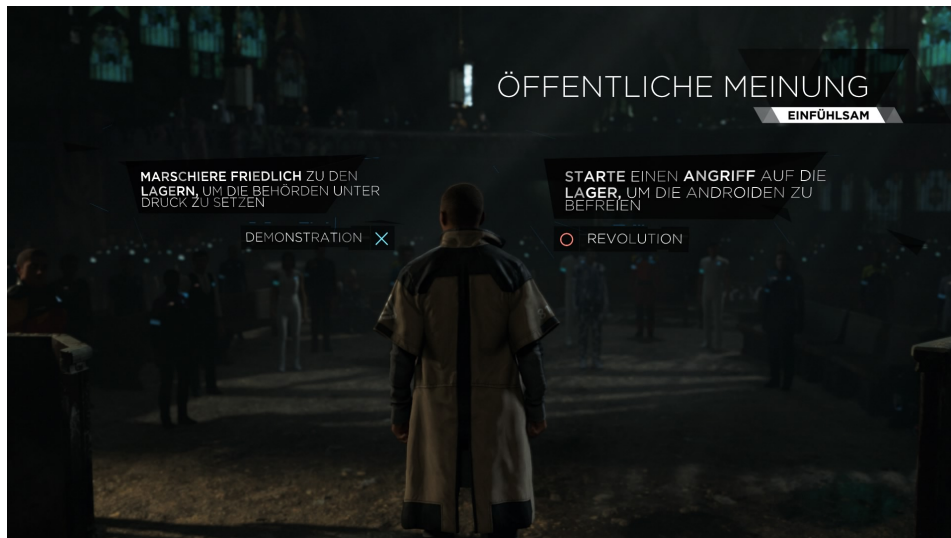 ÖFFENTLICHE MEINUNG
EINFÜHLSAM
MARSCHIERE FRIEDLICH ZU DEN
LAGERN, UM DIE BEHÖRDEN UNTER
DRUCK ZU SETZEN
DEMONSTRATION
STARTE EINEN ANGRIFF AUF DIE
LAGER, UM DIE ANDROIDEN ZU
BEFREIEN
REVOLUTION